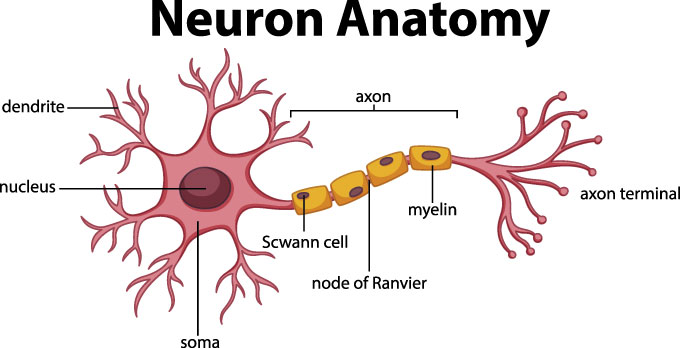 Neuron Anatomy
axon
dendrite
nucleus
axon terminal
myelin
Scwann cell
node of Ranvier
soma